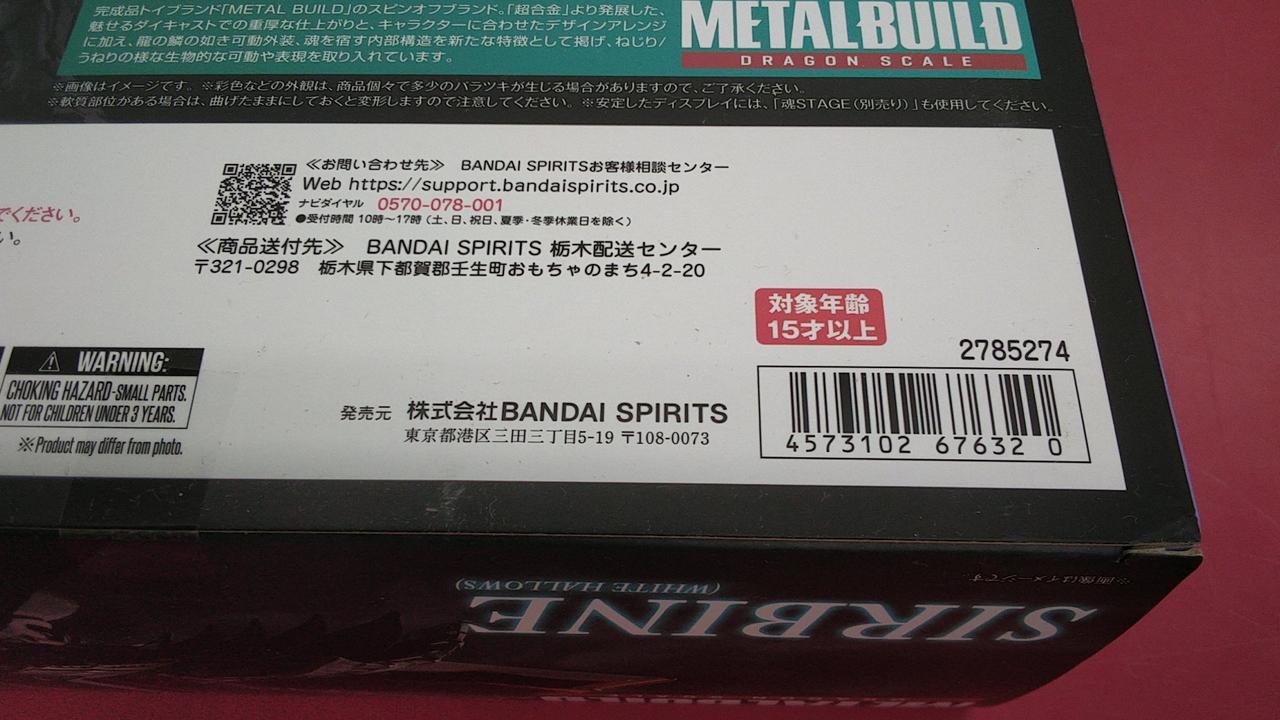 完成品トイブランド「METAL BUILD」のスピンオフブランド。「超合金」より発展した、
魅せるダイキャストでの重厚な仕上がりと、キャラクターに合わせたデザインアレンジ
に加え、龍の鱗の如き可動外装、魂を宿す内部構造を新たな特徴として掲げ、ねじり/
うねりの様な生物的な可動や表現を取り入れています。
METALBUILD
DRAGON SCALE
※画像はイメージです。※彩色などの外観は、商品個々で多少のバラツキが生じる場合がありますので、ご了承ください。
※軟質部位がある場合は、曲げたままにしておくと変形しますので注意してください。※安定したディスプレイには、「魂STAGE(別売り)」も使用してください。
≪お問い合わせ先≫ BANDAI SPIRITSお客様相談センター
Web https://support.bandaispirits.co.jp
ナビダイヤル 0570-078-001
●受付時間 10時～17時(土、日、祝日、夏季・冬季休業日を除く)
でください。
い。
≪商品送付先≫ BANDAI SPIRITS 栃木配送センター
〒321-0298 栃木県下都賀郡壬生町おもちゃのまち4-2-20
対象年齢
15才以上
2785274
WARNING:
CHOKING HAZARD-SMALL PARTS.
NOT FOR CHILDREN UNDER 3 YEARS.
※Product may differ from photo.
発売元 株式会社BANDAI SPIRITS
東京都港区三田三丁目5-19 〒108-0073
4573102 67632 0
※画像はイメージです
(WHITE HALLOWS)
SIRBINE
METALBUILD